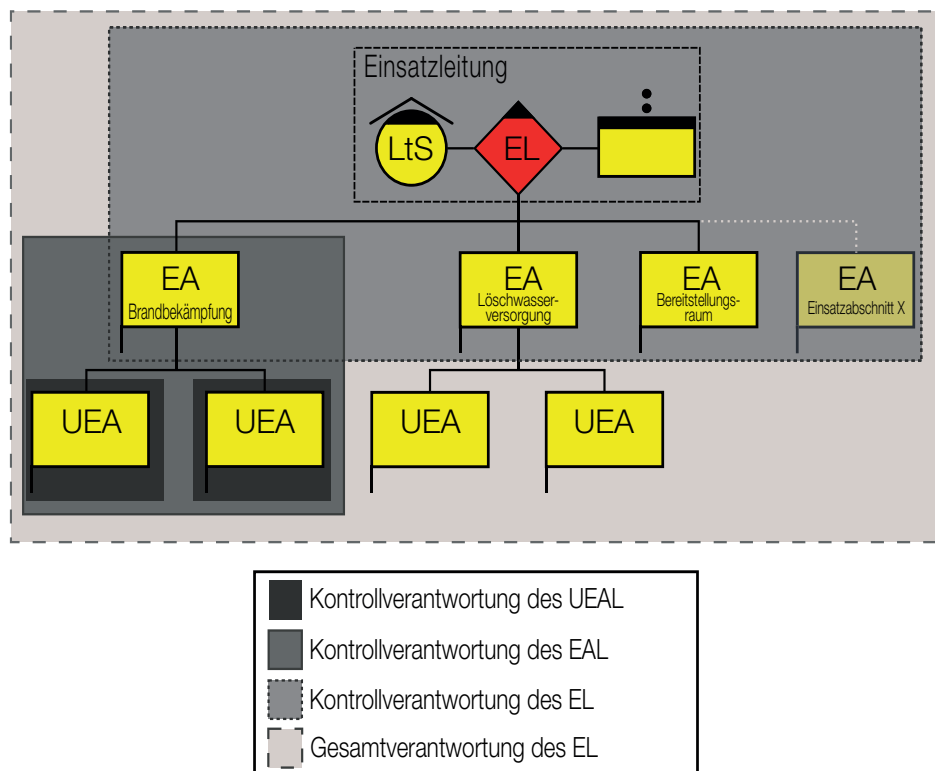 Einsatzleitung
LtS
EL
EA
Brandbekämpfung
EA
Löschwasser-
versorgung
EA
Bereitstellungs-
raum
EA
Einsatzabschnitt X
UEA
UEA
UEA
UEA
Kontrollverantwortung des UEAL
Kontrollverantwortung des EAL
Kontrollverantwortung des EL
Gesamtverantwortung des EL